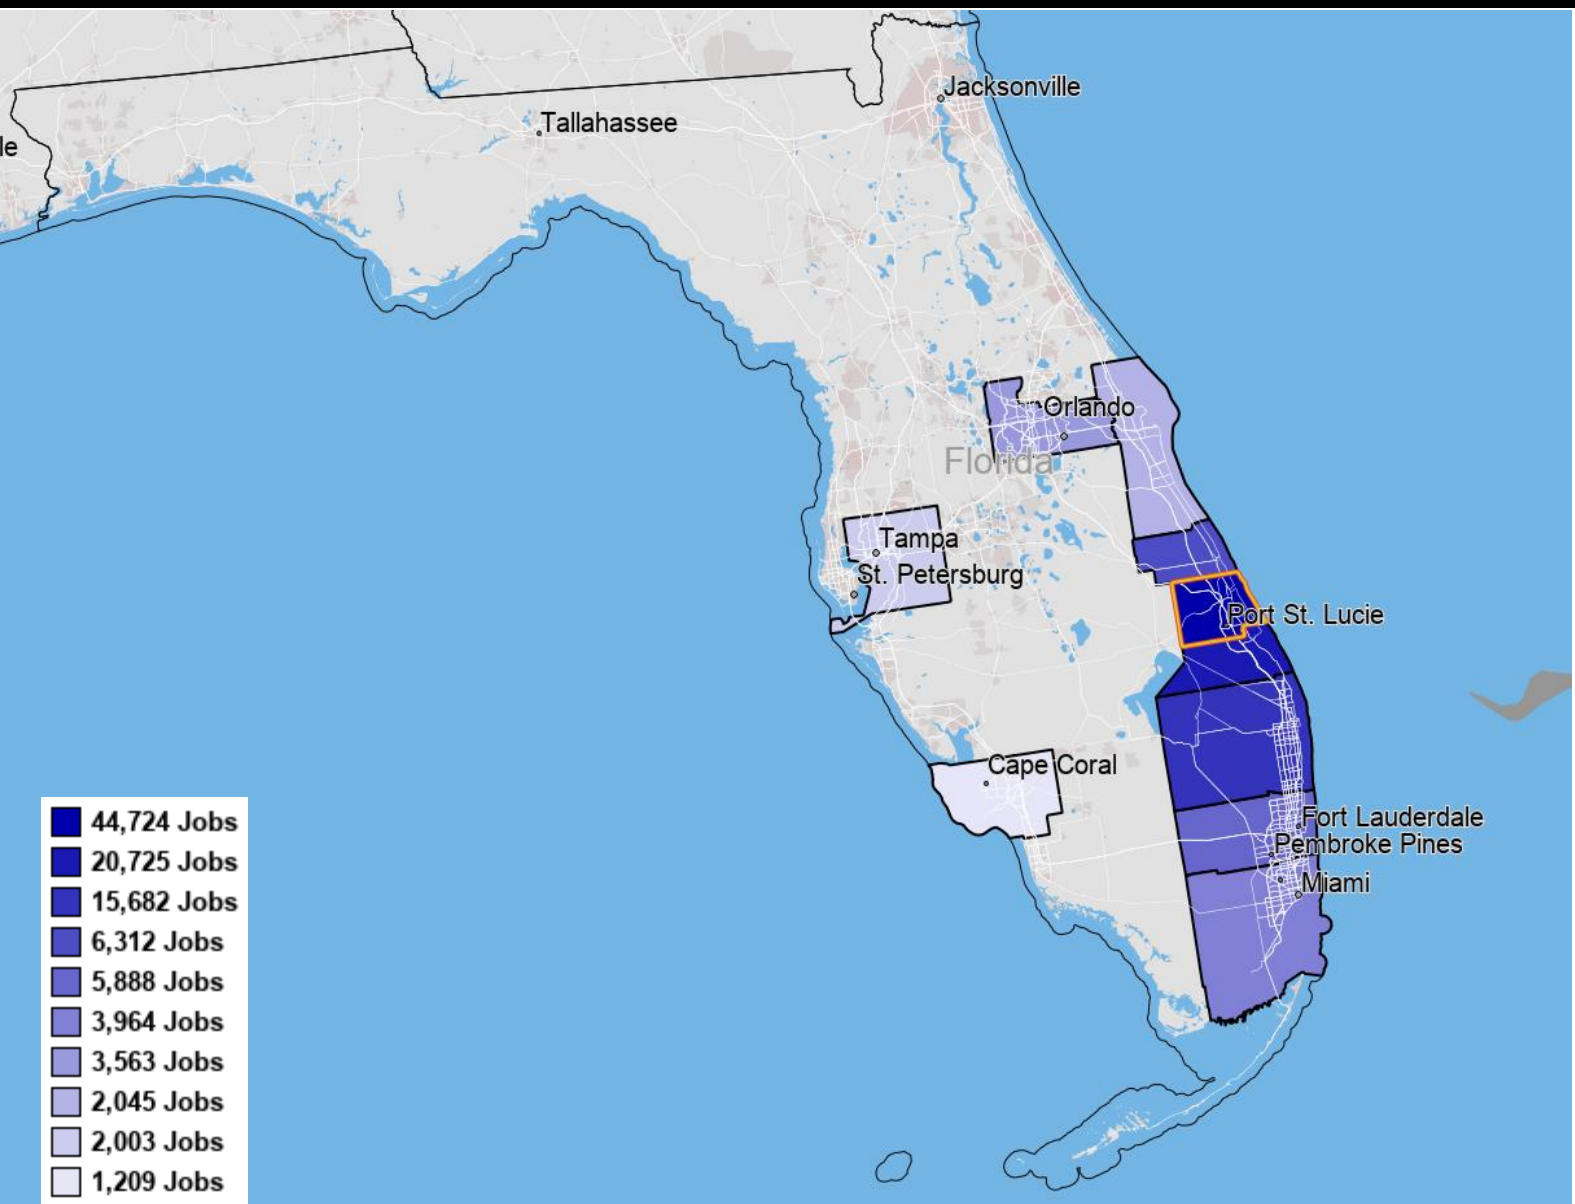 Jacksonville
Tallahassee
le
Orlando
Florida
Tampa
St. Petersburg
Port St. Lucie
Cape Coral
Fort Lauderdale
Pembroke Pines
Miami
44,724 Jobs
20,725 Jobs
15,682 Jobs
6,312 Jobs
5,888 Jobs
3,964 Jobs
3,563 Jobs
2,045 Jobs
2,003 Jobs
1,209 Jobs